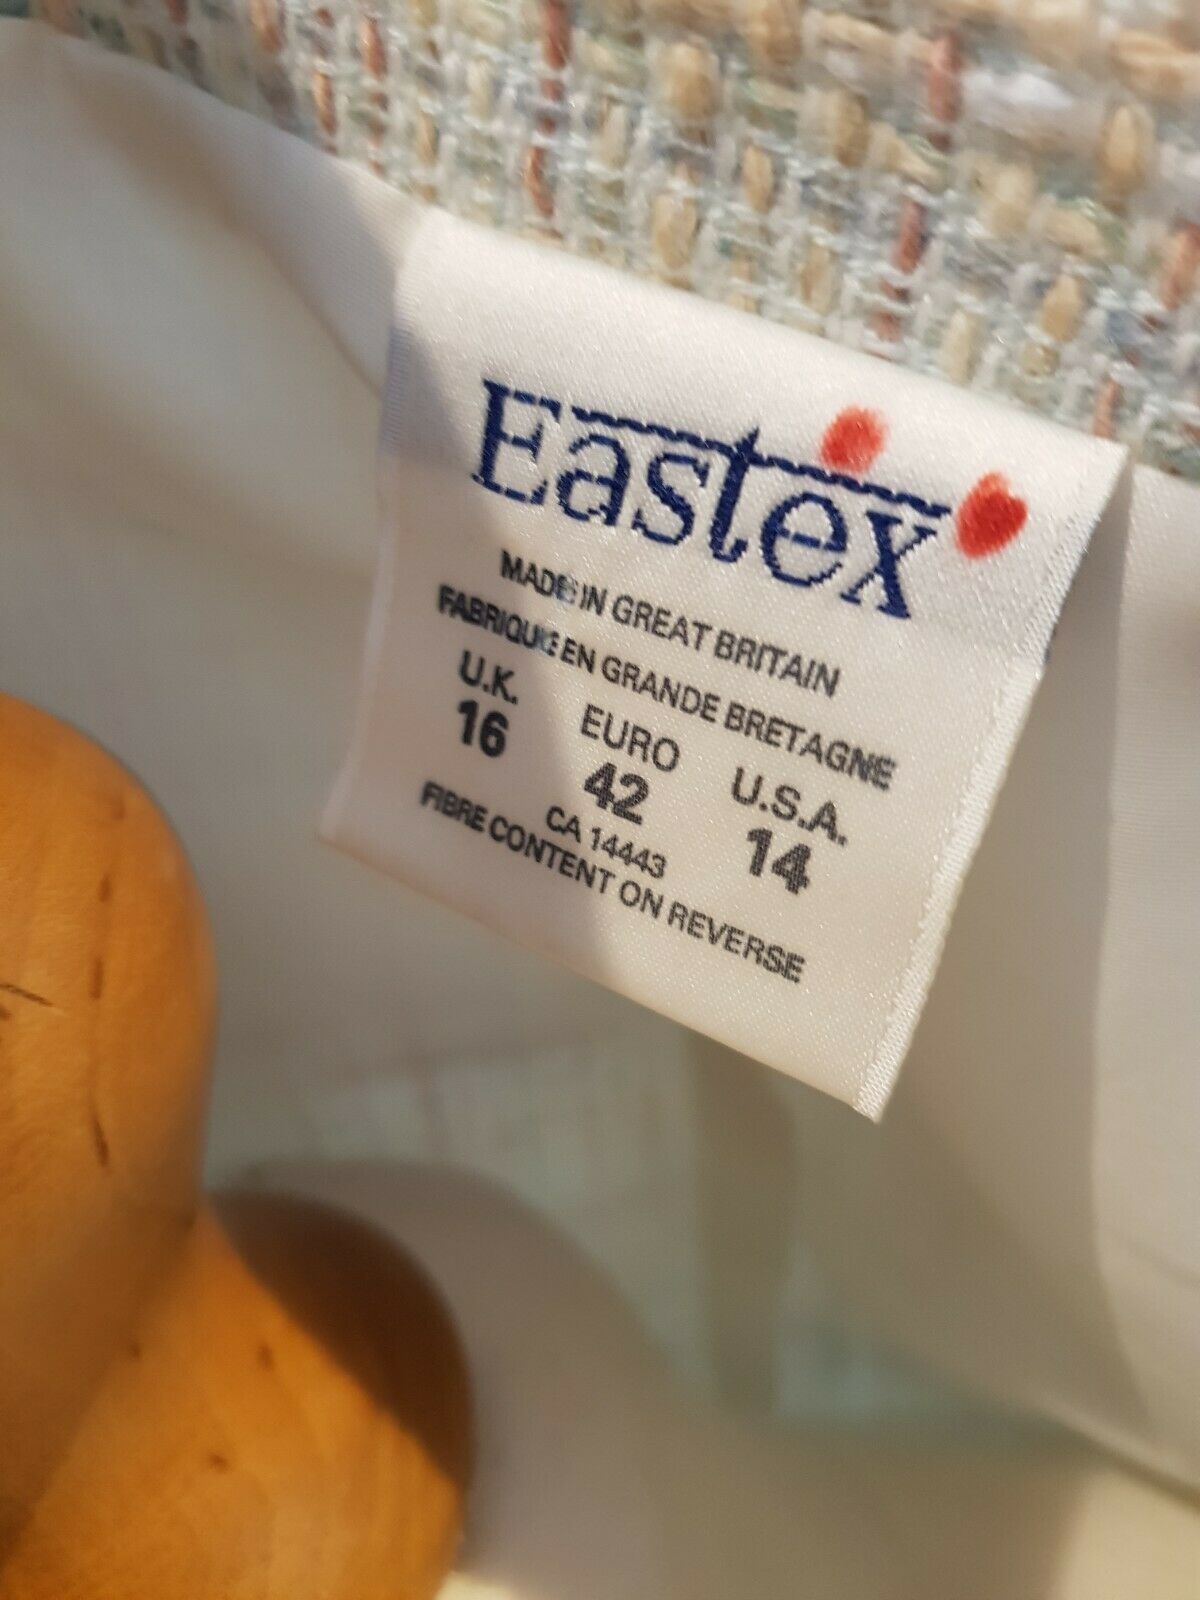 Eastex
MADE IN GREAT BRITAIN
FABRIQUE EN GRANDE BRETAGNE
U.K. EURO U.S.A.
16 42 14
CA 14443
FIBRE CONTENT ON REVERSE